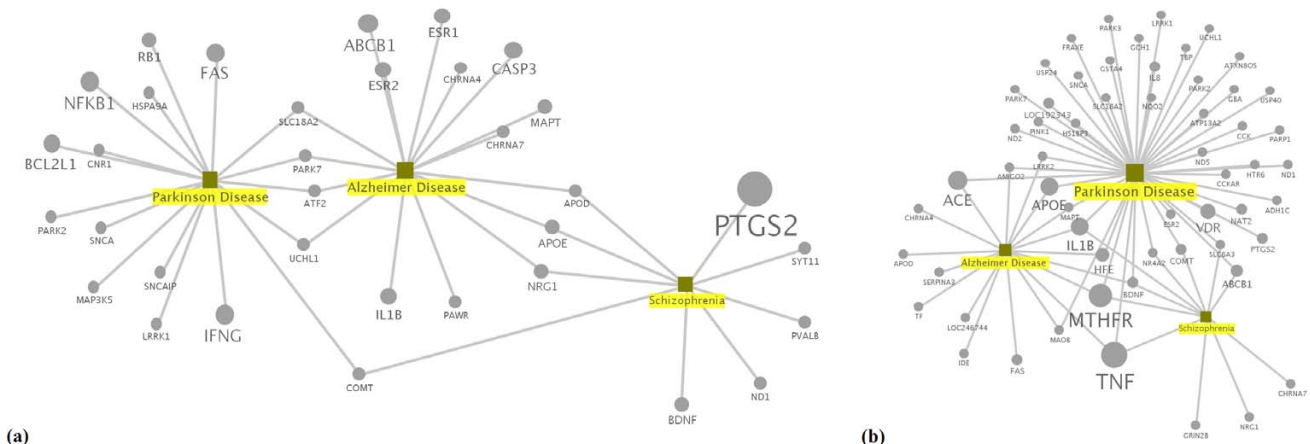 ABCB1
ESR1
RB1
FAS
ESR2
CHRNA4
CASP3
NFKB1
HSPA9A
SLC18A2
MAPT
CHRNA7
BCL2L1
CNR1
PARK7
Parkinson Disease
Alzheimer Disease
ATF2
APOD
PTGS2
PARK2
SNCA
UCHL1
APOE
SYT11
MAP3K5
SNCAIP
NRG1
Schizophrenia
LRRK1
IFNG
IL1B
PAWR
PVALB
COMT
BDNF
ND1
(a)
PARK3
LRRK1
FRAXE
GCH1
UCHL1
TBP
USP24
GSTA4
IL8
ATXN8OS
SNCA
PARK2
PARK7
SLC18A2
NQO2
GBA
USP40
LOC192343
ATP13A2
ND2
PINK1
HS1BP3
CCK
PARP1
LRRK2
ND5
AMIGO2
HTR6
ND1
CCKAR
ACE
APOE
Parkinson Disease
ADH1C
CHRNA4
MAPT
ESR2
VDR
NAT2
IL1B
PTGS2
APOD
Alzheimer Disease
HFE
NR4A2
COMT
SLC6A3
SERPINA3
BDNF
ABCB1
TF
MTHFR
LOC246744
Schizophrenia
MAOB
IDE
FAS
TNF
CHRNA7
GRIN2B
NRG1
(b)